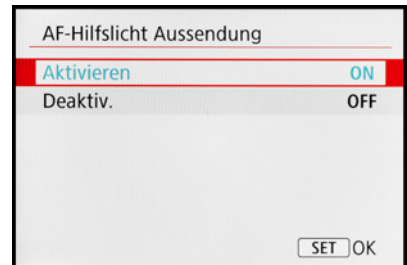 AF-Hilfslicht Aussendung
Aktivieren ON
Deaktiv. OFF
SET OK